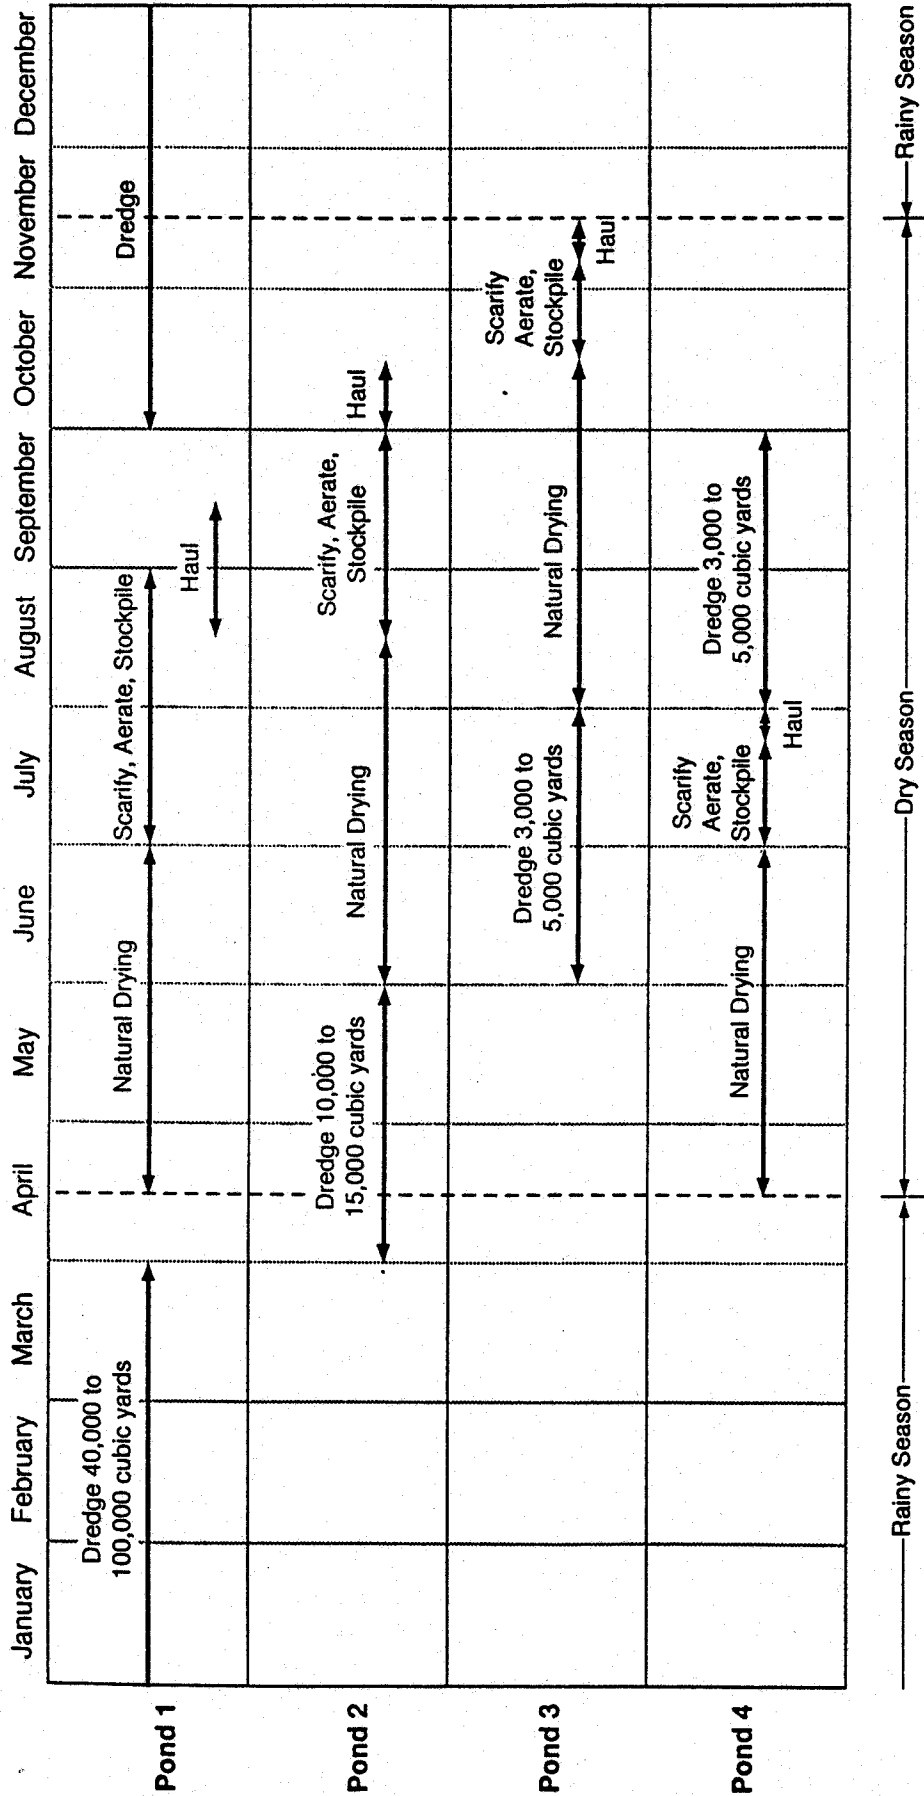 January February March April May June July August September October November December
Pond 1
Dredge 40,000 to
100,000 cubic yards
Natural Drying
Scarify, Aerate, Stockpile
Haul
Dredge
Pond 2
Dredge 10,000 to
15,000 cubic yards
Natural Drying
Scarify, Aerate,
Stockpile
Haul
Pond 3
Dredge 3,000 to
5,000 cubic yards
Natural Drying
Scarify
Aerate,
Stockpile
Haul
Pond 4
Natural Drying
Scarify
Aerate,
Stockpile
Haul
Dredge 3,000 to
5,000 cubic yards
Rainy Season
Dry Season
Rainy Season